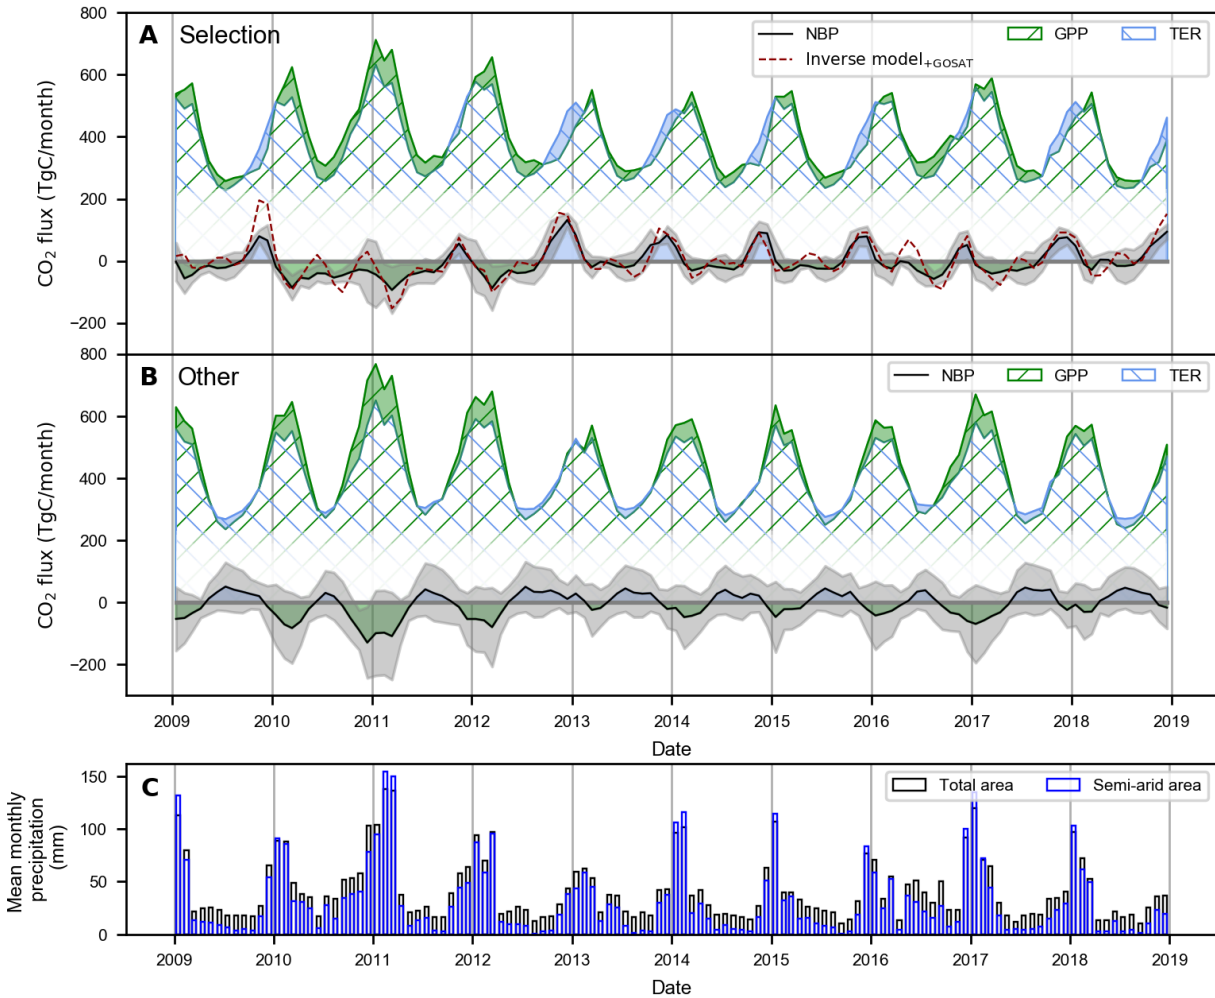 A Selection
NBP
Inverse model+GOSAT
GPP
TER
CO2 flux (TgC/month)
800
600
400
200
0
−200
B Other
NBP
GPP
TER
CO2 flux (TgC/month)
800
600
400
200
0
−200
2009 2010 2011 2012 2013 2014 2015 2016 2017 2018 2019
Date
C
Total area
Semi-arid area
Mean monthly
precipitation
(mm)
150
100
50
0
2009 2010 2011 2012 2013 2014 2015 2016 2017 2018 2019
Date